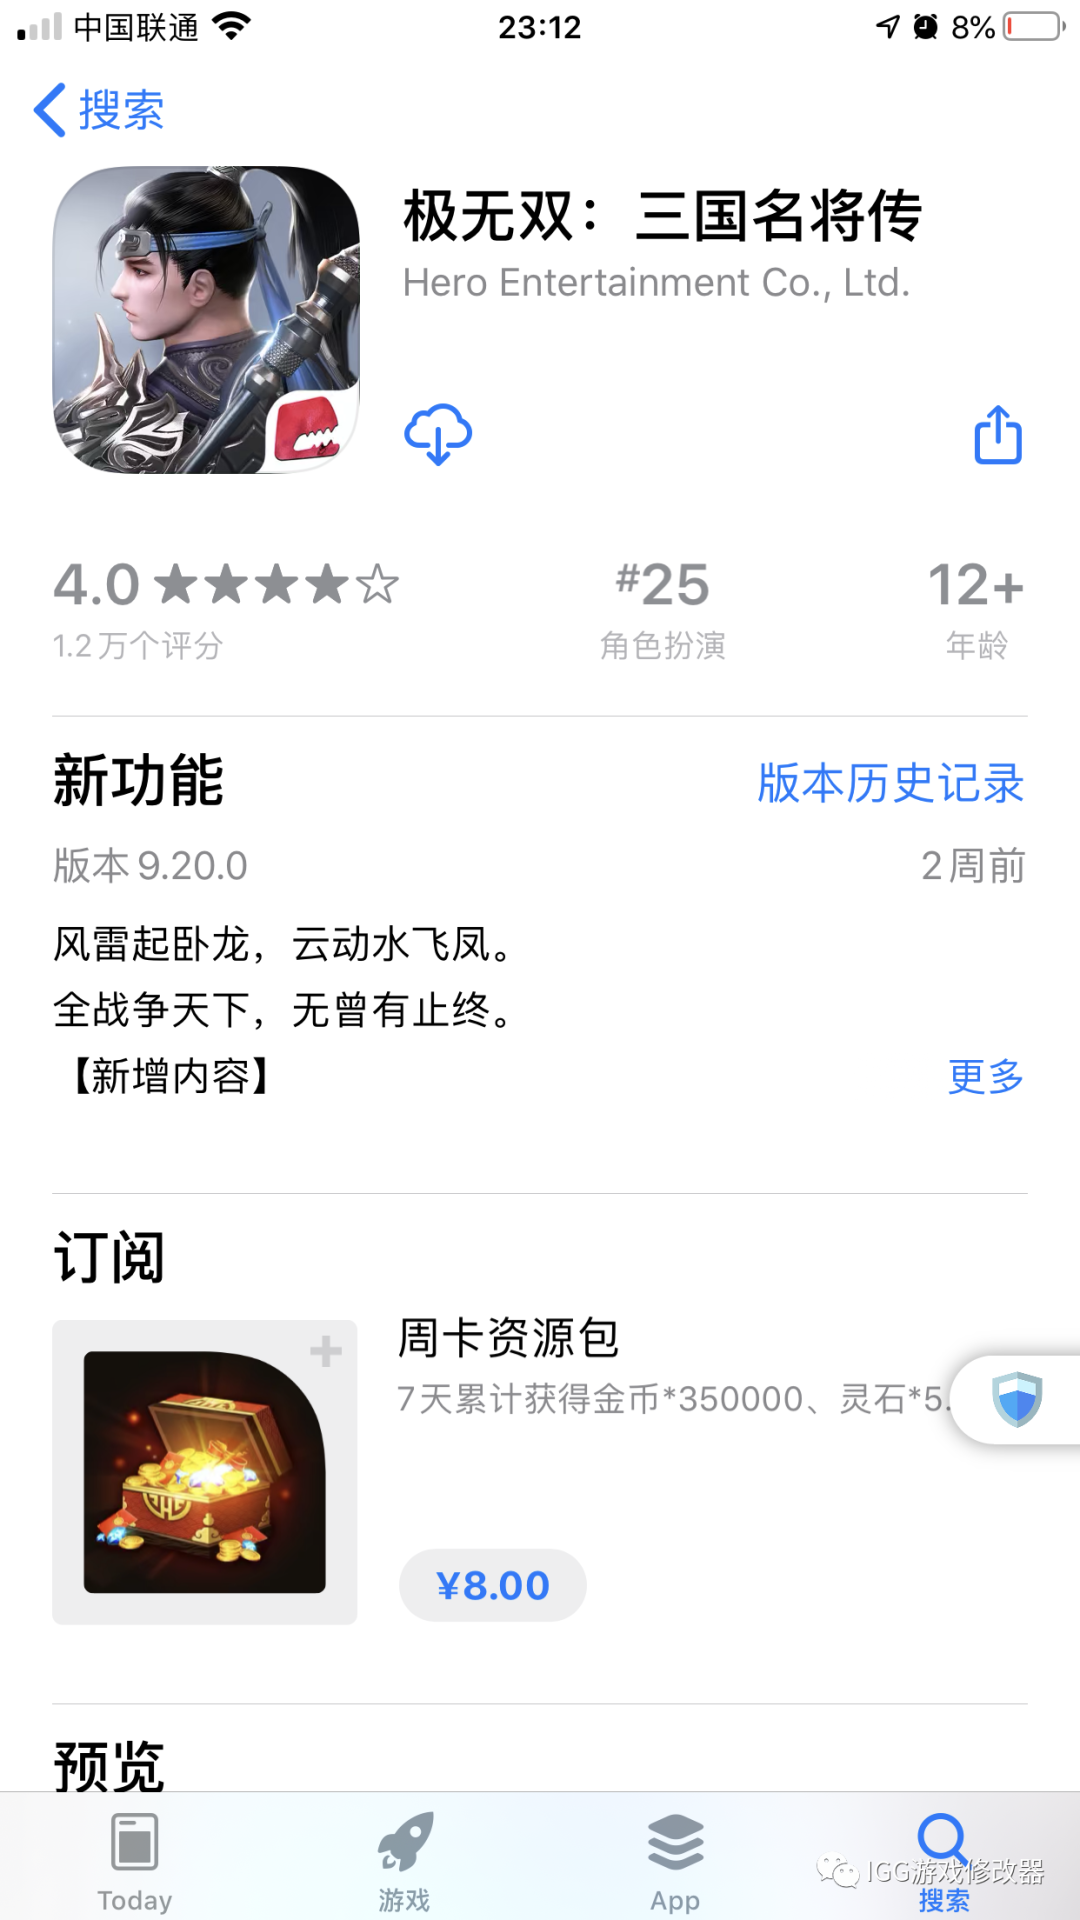 中国联通 23:12 8%
搜索
极无双：三国名将传
Hero Entertainment Co., Ltd.
4.0 #25 12+
1.2万个评分 角色扮演 年龄
新功能 版本历史记录
版本 9.20.0 2周前
风雷起卧龙，云动水飞凤。
全战争天下，无曾有止终。
【新增内容】 更多
订阅
周卡资源包
7天累计获得金币*350000、灵石*5.
¥8.00
预览
IGG游戏修改器
Today 游戏 App 搜索